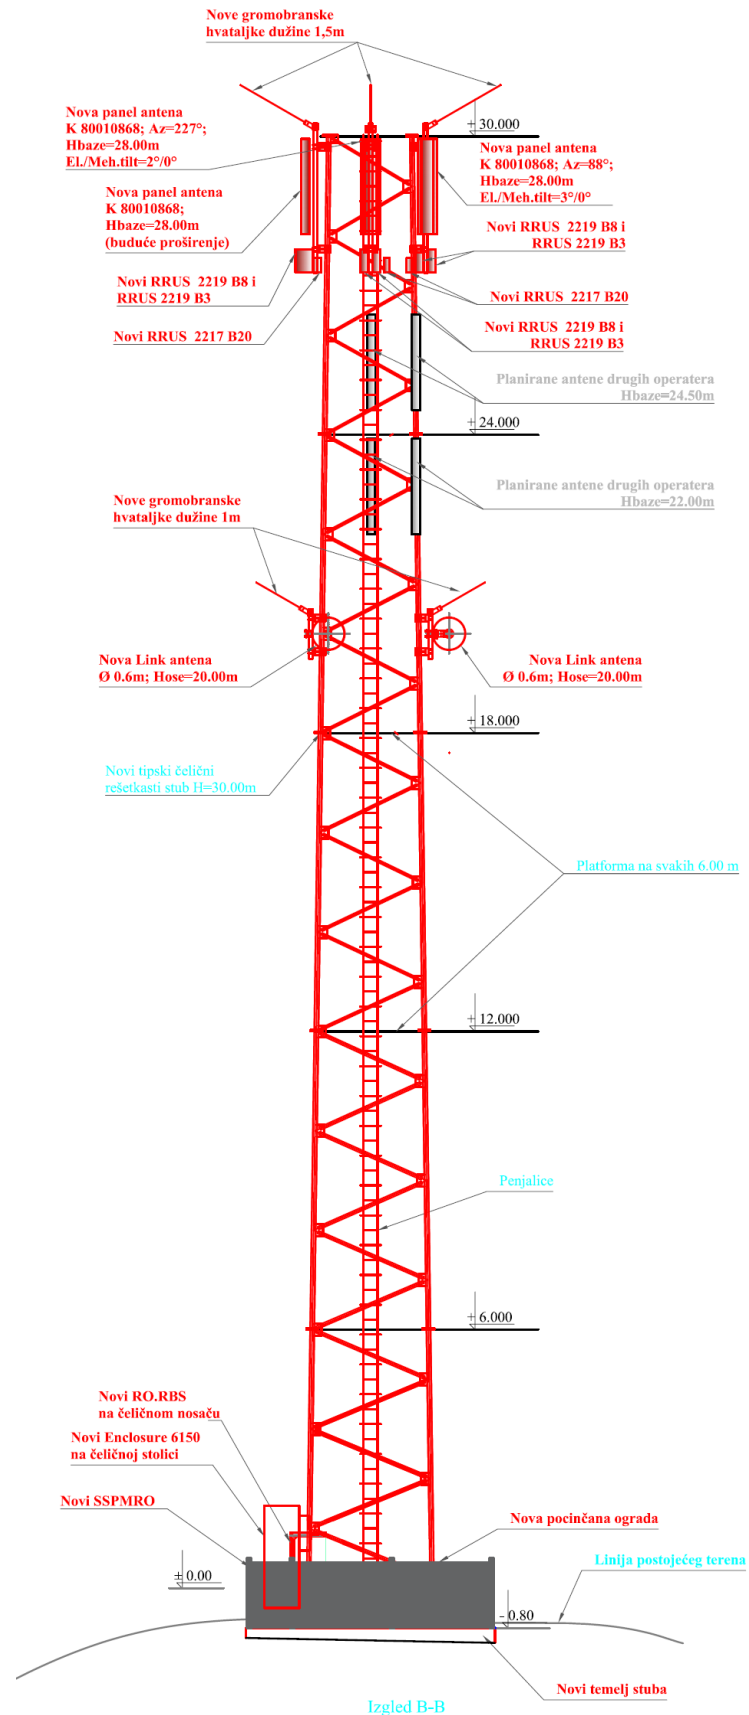 Nove gromobranske
hvataljke dužine 1,5m
Nova panel antena
K 80010868; Az=227°;
Hbaze=28.00m
El./Meh.tilt=2°/0°
+ 30.000
Nova panel antena
K 80010868; Az=88°;
Hbaze=28.00m
El./Meh.tilt=3°/0°
Nova panel antena
K 80010868;
Hbaze=28.00m
(buduće proširenje)
Novi RRUS 2219 B8 i
RRUS 2219 B3
Novi RRUS 2219 B8 i
RRUS 2219 B3
Novi RRUS 2217 B20
Novi RRUS 2217 B20
Novi RRUS 2219 B8 i
RRUS 2219 B3
Planirane antene drugih operatera
Hbaze=24.50m
+ 24.000
Planirane antene drugih operatera
Hbaze=22.00m
Nove gromobranske
hvataljke dužine 1m
Nova Link antena
Ø 0.6m; Hose=20.00m
Nova Link antena
Ø 0.6m; Hose=20.00m
+ 18.000
Novi tipski čelični
rešetkasti stub H=30.00m
Platforma na svakih 6.00 m
+ 12.000
Penjalice
+ 6.000
Novi RO.RBS
na čeličnom nosaču
Novi Enclosure 6150
na čeličnoj stolici
Novi SSPMRO
Nova pocinčana ograda
Linija postojećeg terena
± 0.00
- 0.80
Novi temelj stuba
Izgled B-B